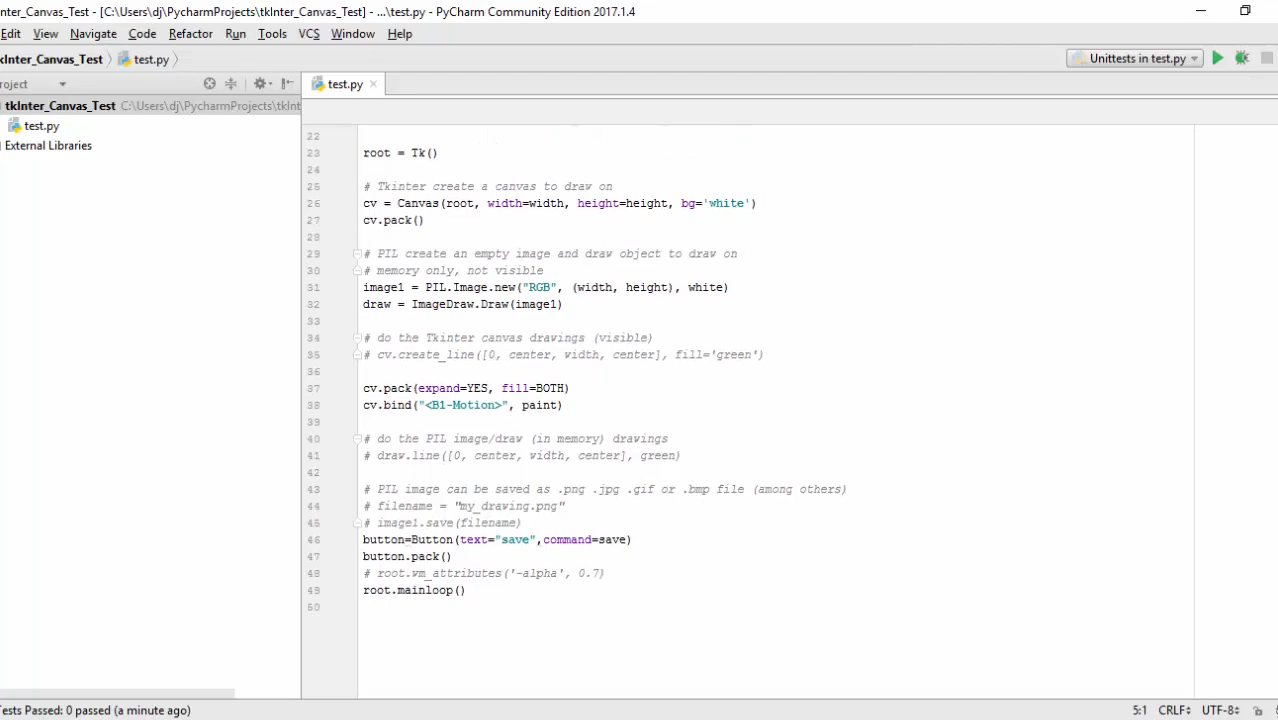 nter_Canvas_Test - [C:\Users\dj\PycharmProjects\tkInter_Canvas_Test] - ...\test.py - PyCharm Community Edition 2017.1.4
Edit View Navigate Code Refactor Run Tools VCS Window Help
kInter_Canvas_Test test.py Unittests in test.py
roject test.py
tkInter_Canvas_Test C:\Users\dj\PycharmProjects\tkInt
test.py
External Libraries
22
23 root = Tk()
24
25 # Tkinter create a canvas to draw on
26 cv = Canvas(root, width=width, height=height, bg='white')
27 cv.pack()
28
29 # PIL create an empty image and draw object to draw on
30 # memory only, not visible
31 image1 = PIL.Image.new("RGB", (width, height), white)
32 draw = ImageDraw.Draw(image1)
33
34 # do the Tkinter canvas drawings (visible)
35 # cv.create_line([0, center, width, center], fill='green')
36
37 cv.pack(expand=YES, fill=BOTH)
38 cv.bind("<B1-Motion>", paint)
39
40 # do the PIL image/draw (in memory) drawings
41 # draw.line([0, center, width, center], green)
42
43 # PIL image can be saved as .png .jpg .gif or .bmp file (among others)
44 # filename = "my_drawing.png"
45 # image1.save(filename)
46 button=Button(text="save",command=save)
47 button.pack()
48 # root.wm_attributes('-alpha', 0.7)
49 root.mainloop()
50
Tests Passed: 0 passed (a minute ago) 5:1 CRLF UTF-8